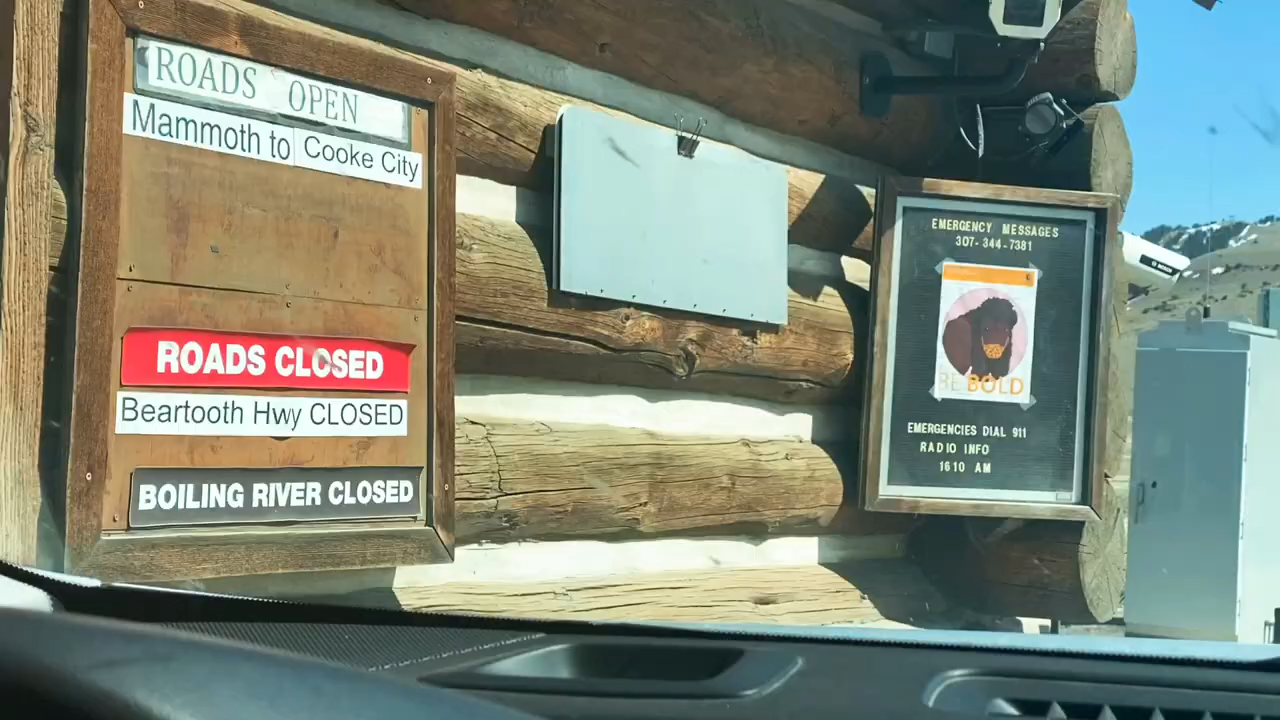 ROADS OPEN
Mammoth to Cooke City
ROADS CLOSED
Beartooth Hwy CLOSED
BOILING RIVER CLOSED
EMERGENCY MESSAGES
307-344-7381
BE BOLD
EMERGENCIES DIAL 911
RADIO INFO
1610 AM